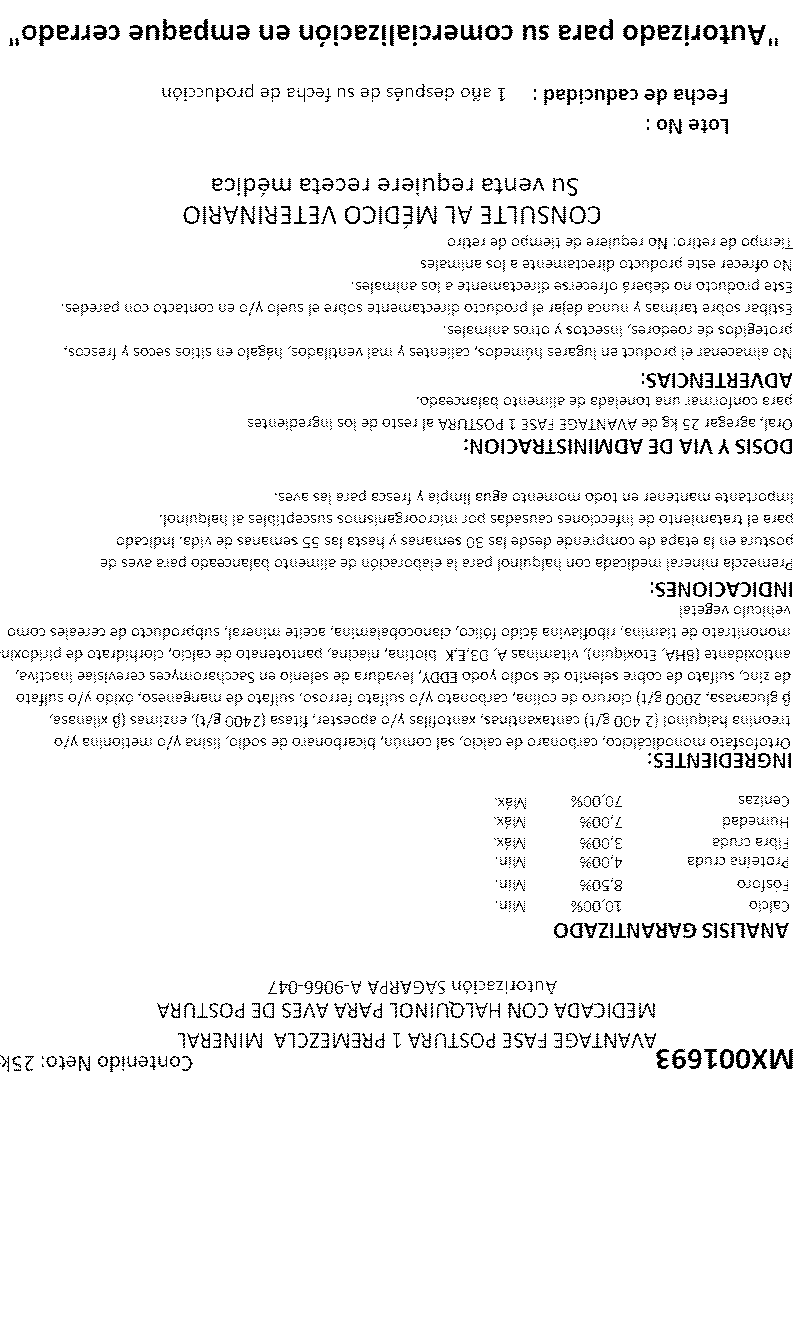 MX001693 Contenido Neto: 25k
AVANTAGE FASE POSTURA 1 PREMEZCLA MINERAL
MEDICADA CON HALQUINOL PARA AVES DE POSTURA
Autorización SAGARPA A-9066-047
ANALISIS GARANTIZADO
Calcio 10,00% Min.
Fósforo 8,50% Min.
Proteína cruda 4,00% Min.
Fibra cruda 3,00% Máx.
Humedad 7,00% Máx.
Cenizas 70,00% Máx.
INGREDIENTES:
Ortofosfato monodicálcico, carbonaro de calcio, sal común, bicarbonaro de sodio, lisina y/o metionina y/o
treonina halquinol (2 400 g/t) cantaxantinas, xantofilas y/o apoester, fitasa (2400 g/t), enzimas (β xilanasa,
β glucanasa, 2000 g/t) cloruro de colina, carbonato y/o sulfato ferroso, sulfato de manganeso, óxido y/o sulfato
de zinc, sulfato de cobre selenito de sodio yodo EDDY, levadura de selenio en Saccharomyces cerevisiae inactiva,
antioxidante (BHA, Etoxiquin), vitaminas A, D3,E,K biotina, niacina, pantotenato de calcio, clorhidrato de piridoxin
mononitrato de tiamina, riboflavina ácido fólico, cianocobalamina, aceite mineral, subproducto de cereales como
vehículo vegetal
INDICACIONES:
Premezcla mineral medicada con halquinol para la elaboración de alimento balanceado para aves de
postura en la etapa de comprende desde las 30 semanas y hasta las 55 semanas de vida. Indicado
para el tratamiento de infecciones causadas por microorganismos susceptibles al halquinol.
Importante mantener en todo momento agua limpia y fresca para las aves.
DOSIS Y VIA DE ADMINISTRACION:
Oral, agregar 25 kg de AVANTAGE FASE 1 POSTURA al resto de los ingredientes
para conformar una tonelada de alimento balanceado.
ADVERTENCIAS:
No almacenar el product en lugares húmedos, calientes y mal ventilados, hágalo en sitios secos y frescos,
protegidos de roedores, insectos y otros animales.
Estibar sobre tarimas y nunca dejar el producto directamente sobre el suelo y/o en contacto con paredes.
Este producto no deberá ofrecerse directamente a los animales.
No ofrecer este producto directamente a los animales
Tiempo de retiro: No requiere de tiempo de retiro
CONSULTE AL MÉDICO VETERINARIO
Su venta requiere receta médica
Lote No :
Fecha de caducidad : 1 año después de su fecha de producción
"Autorizado para su comercialización en empaque cerrado"